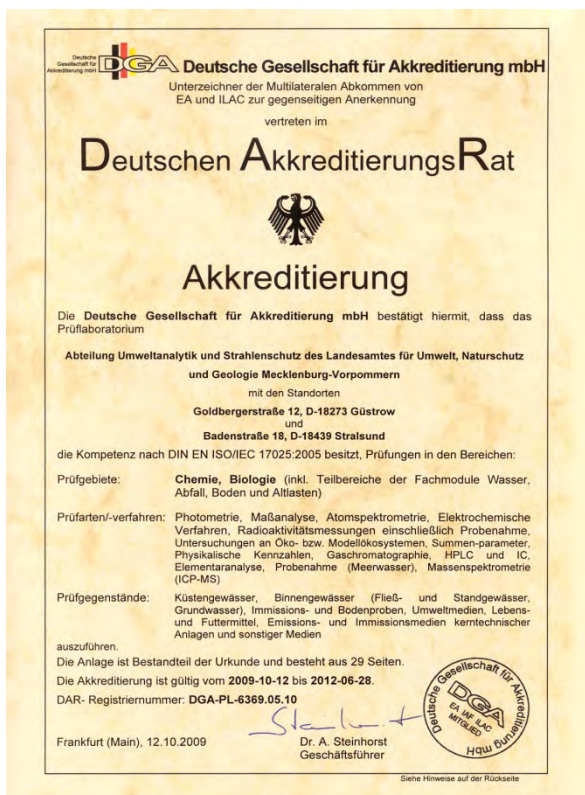 Deutsche
Gesellschaft für
Akkreditierung mbH
DGA Deutsche Gesellschaft für Akkreditierung mbH
Unterzeichner der Multilateralen Abkommen von
EA und ILAC zur gegenseitigen Anerkennung
vertreten im
Deutschen AkkreditierungsRat
Akkreditierung
Die Deutsche Gesellschaft für Akkreditierung mbH bestätigt hiermit, dass das
Prüflaboratorium
Abteilung Umweltanalytik und Strahlenschutz des Landesamtes für Umwelt, Naturschutz
und Geologie Mecklenburg-Vorpommern
mit den Standorten
Goldbergerstraße 12, D-18273 Güstrow
und
Badenstraße 18, D-18439 Stralsund
die Kompetenz nach DIN EN ISO/IEC 17025:2005 besitzt, Prüfungen in den Bereichen:
Prüfgebiete: Chemie, Biologie (inkl. Teilbereiche der Fachmodule Wasser,
Abfall, Boden und Altlasten)
Prüfarten/-verfahren: Photometrie, Maßanalyse, Atomspektrometrie, Elektrochemische
Verfahren, Radioaktivitätsmessungen einschließlich Probenahme,
Untersuchungen an Öko- bzw. Modellökosystemen, Summen-parameter,
Physikalische Kennzahlen, Gaschromatographie, HPLC und IC,
Elementaranalyse, Probenahme (Meerwasser), Massenspektrometrie
(ICP-MS)
Prüfgegenstände: Küstengewässer, Binnengewässer (Fließ- und Standgewässer,
Grundwasser), Immissions- und Bodenproben, Umweltmedien, Lebens-
und Futtermittel, Emissions- und Immissionsmedien kerntechnischer
Anlagen und sonstiger Medien
auszuführen.
Die Anlage ist Bestandteil der Urkunde und besteht aus 29 Seiten.
Die Akkreditierung ist gültig vom 2009-10-12 bis 2012-06-28.
DAR- Registriernummer: DGA-PL-6369.05.10
Deutsche Gesellschaft für Akkreditierung mbH
DGA
EA IAF ILAC
MITGLIED
Frankfurt (Main), 12.10.2009
Dr. A. Steinhorst
Geschäftsführer
Siehe Hinweise auf der Rückseite